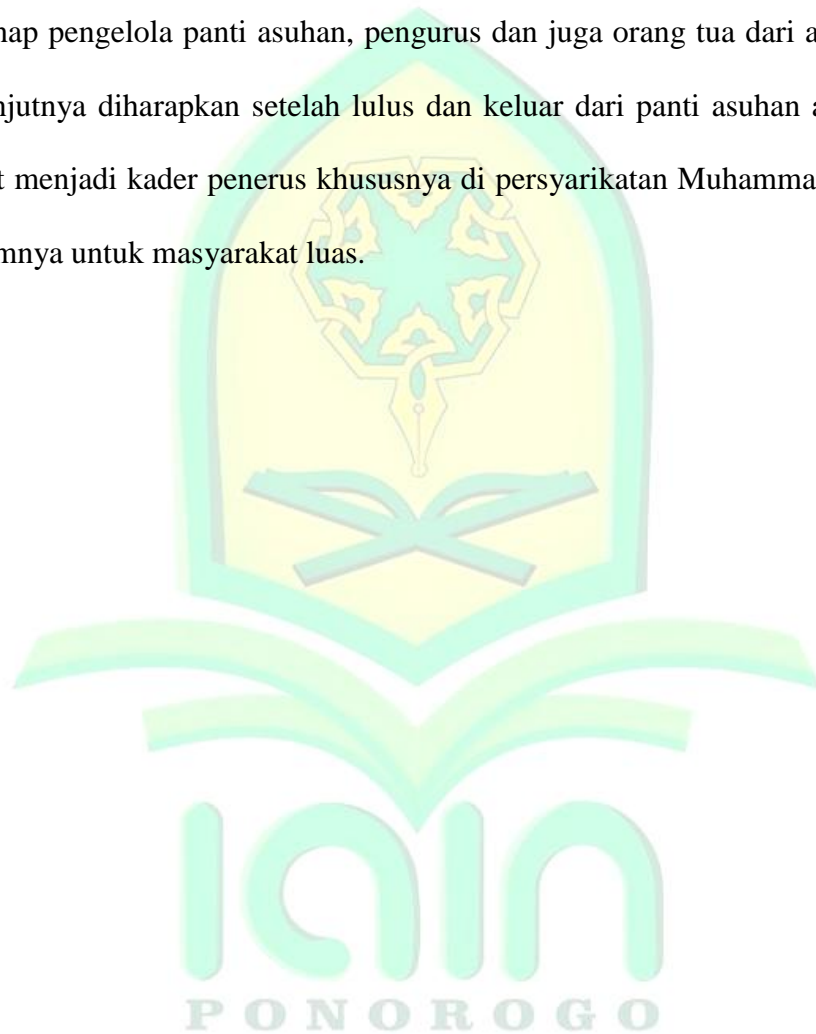 hap pengelola panti asuhan, pengurus dan juga orang tua dari a
njutnya diharapkan setelah lulus dan keluar dari panti asuhan a
t menjadi kader penerus khususnya di persyarikatan Muhamma
mnya untuk masyarakat luas.
iain
PONOROGO